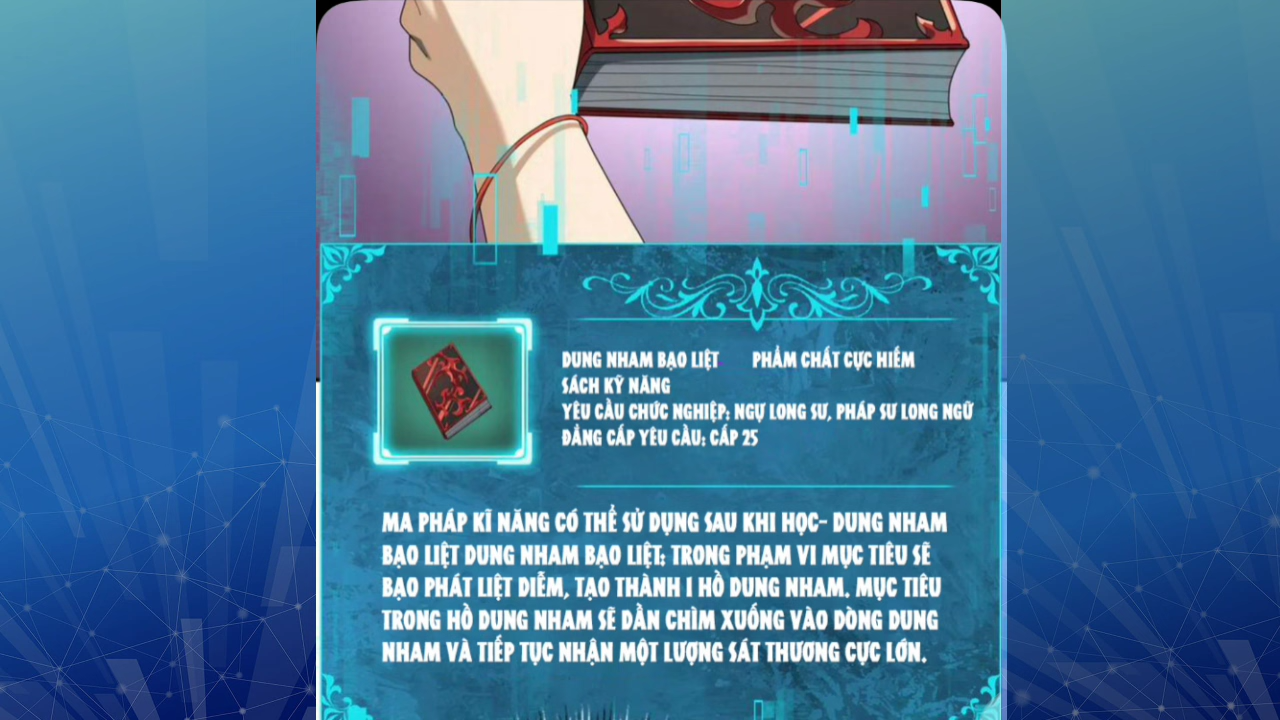 DUNG NHAM BẠO LIỆT PHẨM CHẤT CỰC HIẾM
SÁCH KỸ NĂNG
YÊU CẦU CHỨC NGHIỆP: NGỰ LONG SƯ, PHÁP SƯ LONG NGỮ
ĐẲNG CẤP YÊU CẦU: CẤP 25
MA PHÁP KĨ NĂNG CÓ THỂ SỬ DỤNG SAU KHI HỌC- DUNG NHAM
BẠO LIỆT DUNG NHAM BẠO LIỆT: TRONG PHẠM VI MỤC TIÊU SẼ
BẠO PHÁT LIỆT DIỄM, TẠO THÀNH 1 HỒ DUNG NHAM. MỤC TIÊU
TRONG HỒ DUNG NHAM SẼ DẦN CHÌM XUỐNG VÀO DÒNG DUNG
NHAM VÀ TIẾP TỤC NHẬN MỘT LƯỢNG SÁT THƯƠNG CỰC LỚN.